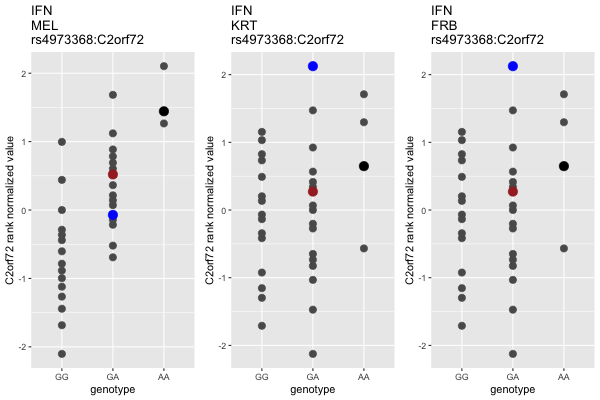 IFN
MEL
rs4973368:C2orf72
C2orf72 rank normalized value
2
1
0
-1
-2
GG GA AA
genotype
IFN
KRT
rs4973368:C2orf72
C2orf72 rank normalized value
2
1
0
-1
-2
GG GA AA
genotype
IFN
FRB
rs4973368:C2orf72
C2orf72 rank normalized value
2
1
0
-1
-2
GG GA AA
genotype